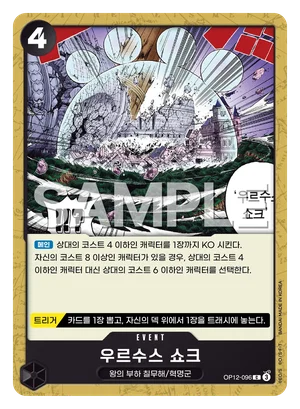 4
우르수스
쇼크
SAMPLE
메인 상대의 코스트 4 이하인 캐릭터를 1장까지 KO 시킨다.
자신의 코스트 8 이상인 캐릭터가 있을 경우, 상대의 코스트 4
이하인 캐릭터 대신 상대의 코스트 6 이하인 캐릭터를 선택한다.
트리거 카드를 1장 뽑고, 자신의 덱 위에서 1장을 트래시에 놓는다.
EVENT
우르수스 쇼크
왕의 부하 칠무해/혁명군
OP12-096 C 3